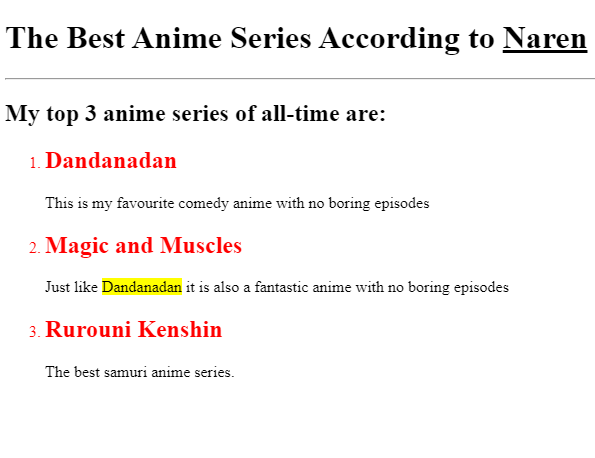 The Best Anime Series According to Naren
My top 3 anime series of all-time are:
1. Dandanadan
This is my favourite comedy anime with no boring episodes
2. Magic and Muscles
Just like Dandanadan it is also a fantastic anime with no boring episodes
3. Rurouni Kenshin
The best samuri anime series.